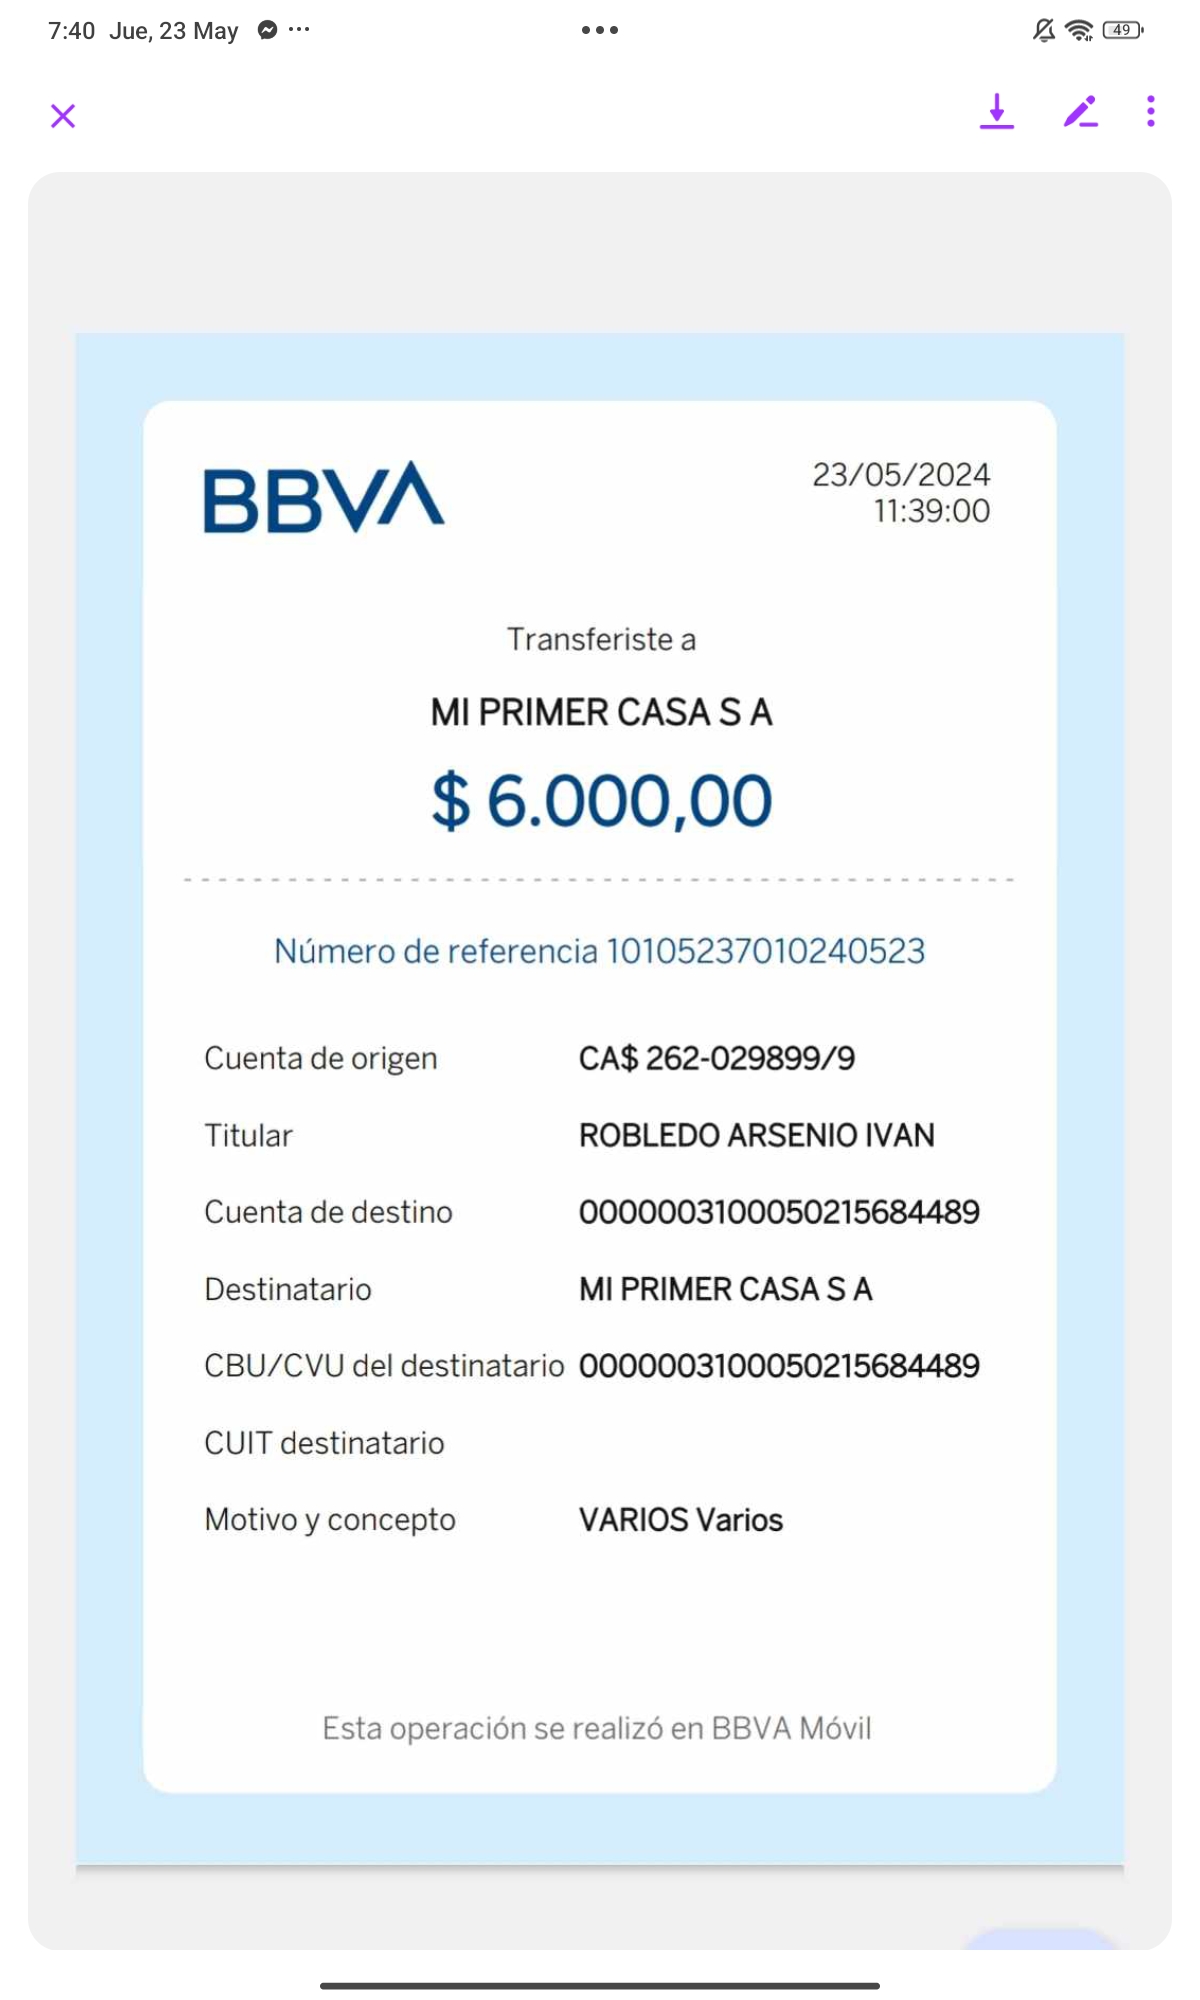 7:40 Jue, 23 May
49
BBVA
23/05/2024
11:39:00
Transferiste a
MI PRIMER CASA S A
$ 6.000,00
Número de referencia 10105237010240523
Cuenta de origen CA$ 262-029899/9
Titular ROBLEDO ARSENIO IVAN
Cuenta de destino 0000003100050215684489
Destinatario MI PRIMER CASA S A
CBU/CVU del destinatario 0000003100050215684489
CUIT destinatario
Motivo y concepto VARIOS Varios
Esta operación se realizó en BBVA Móvil